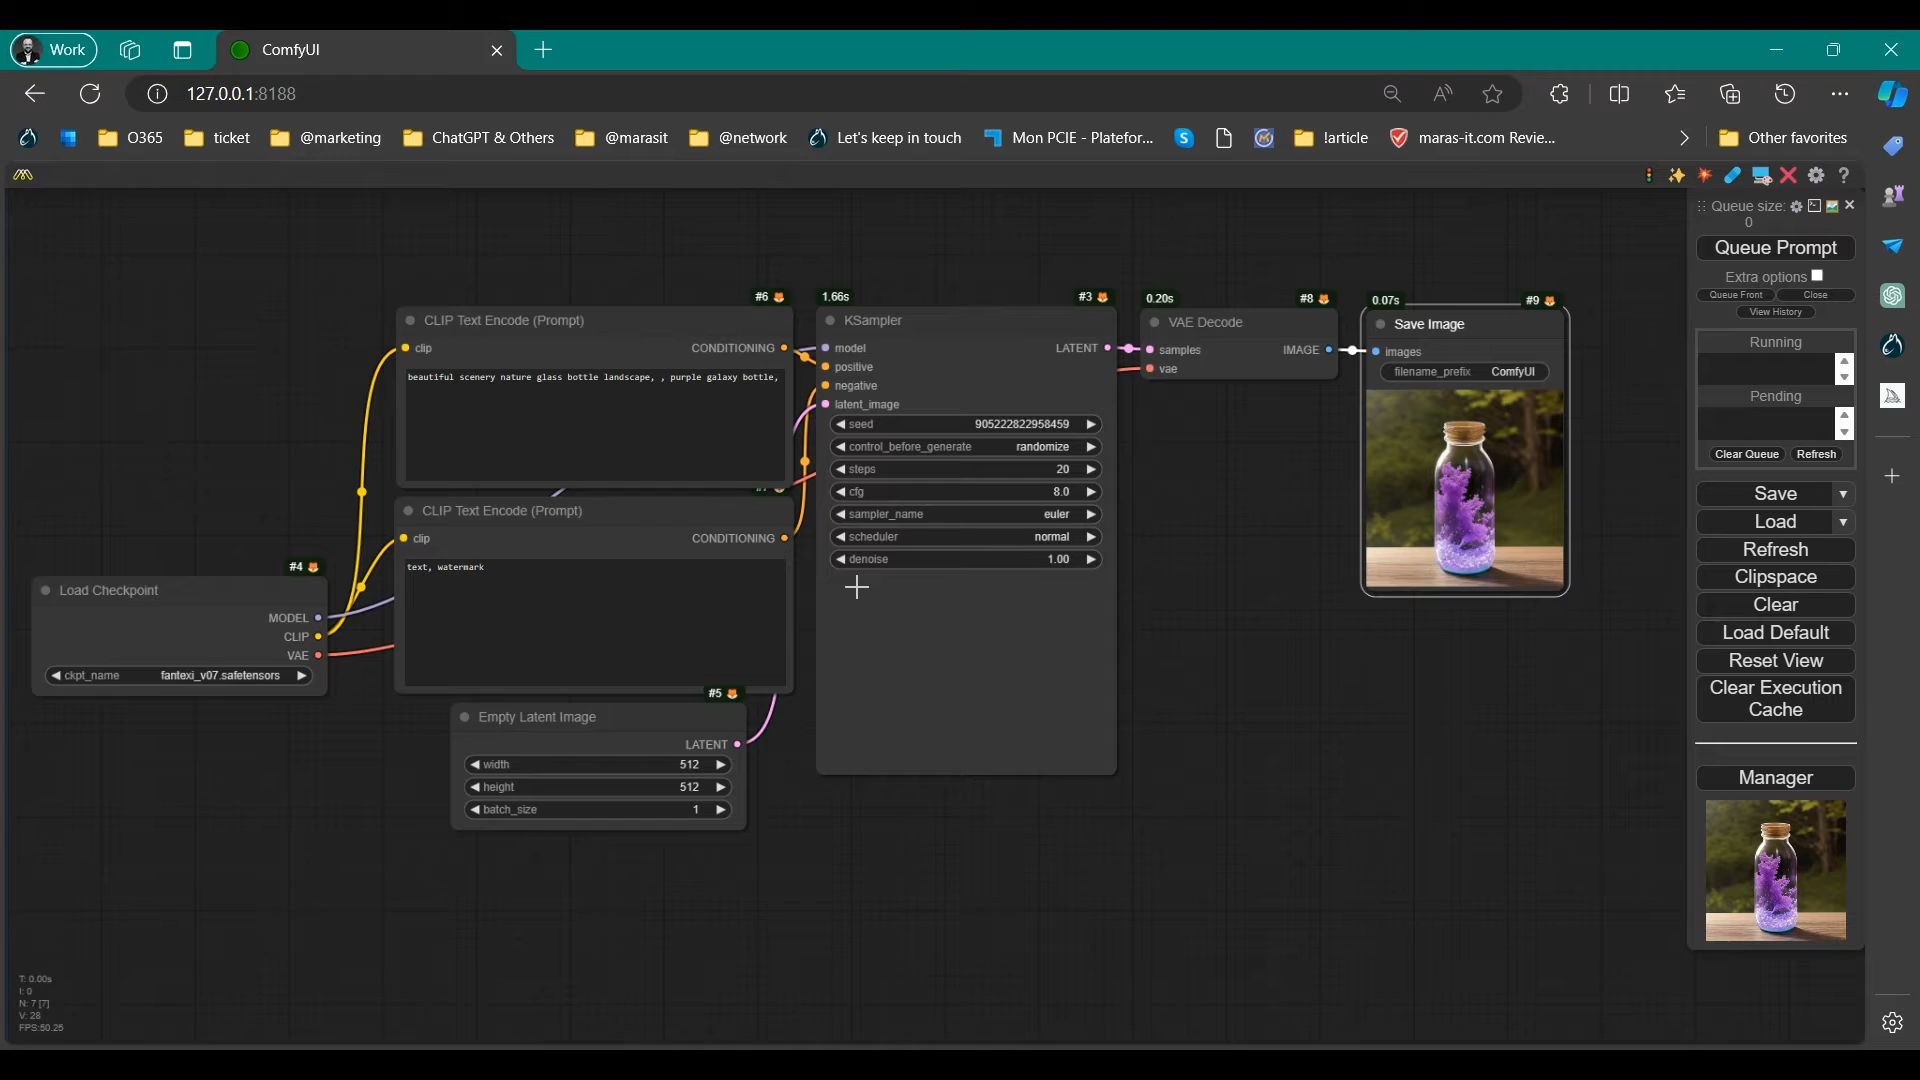 Work
ComfyUI
127.0.0.1:8188
O365
ticket
@marketing
ChatGPT & Others
@marasit
@network
Let's keep in touch
Mon PCIE - Platefor...
!article
maras-it.com Revie...
Other favorites
Queue size:
0
Queue Prompt
Extra options
Queue Front
Close
View History
Running
Pending
Clear Queue
Refresh
Save
Load
Refresh
Clipspace
Clear
Load Default
Reset View
Clear Execution
Cache
Manager
#4
Load Checkpoint
MODEL
CLIP
VAE
ckpt_name fantexi_v07.safetensors
#6
CLIP Text Encode (Prompt)
clip CONDITIONING
beautiful scenery nature glass bottle landscape, , purple galaxy bottle,
CLIP Text Encode (Prompt)
clip CONDITIONING
text, watermark
#5
Empty Latent Image
LATENT
width 512
height 512
batch_size 1
1.66s #3
KSampler
model LATENT
positive
negative
latent_image
seed 905222822958459
control_before_generate randomize
steps 20
cfg 8.0
sampler_name euler
scheduler normal
denoise 1.00
0.20s #8
VAE Decode
samples IMAGE
vae
0.07s #9
Save Image
images
filename_prefix ComfyUI
T: 0.00s
I: 0
N: 7 [7]
V: 28
FPS:50.25